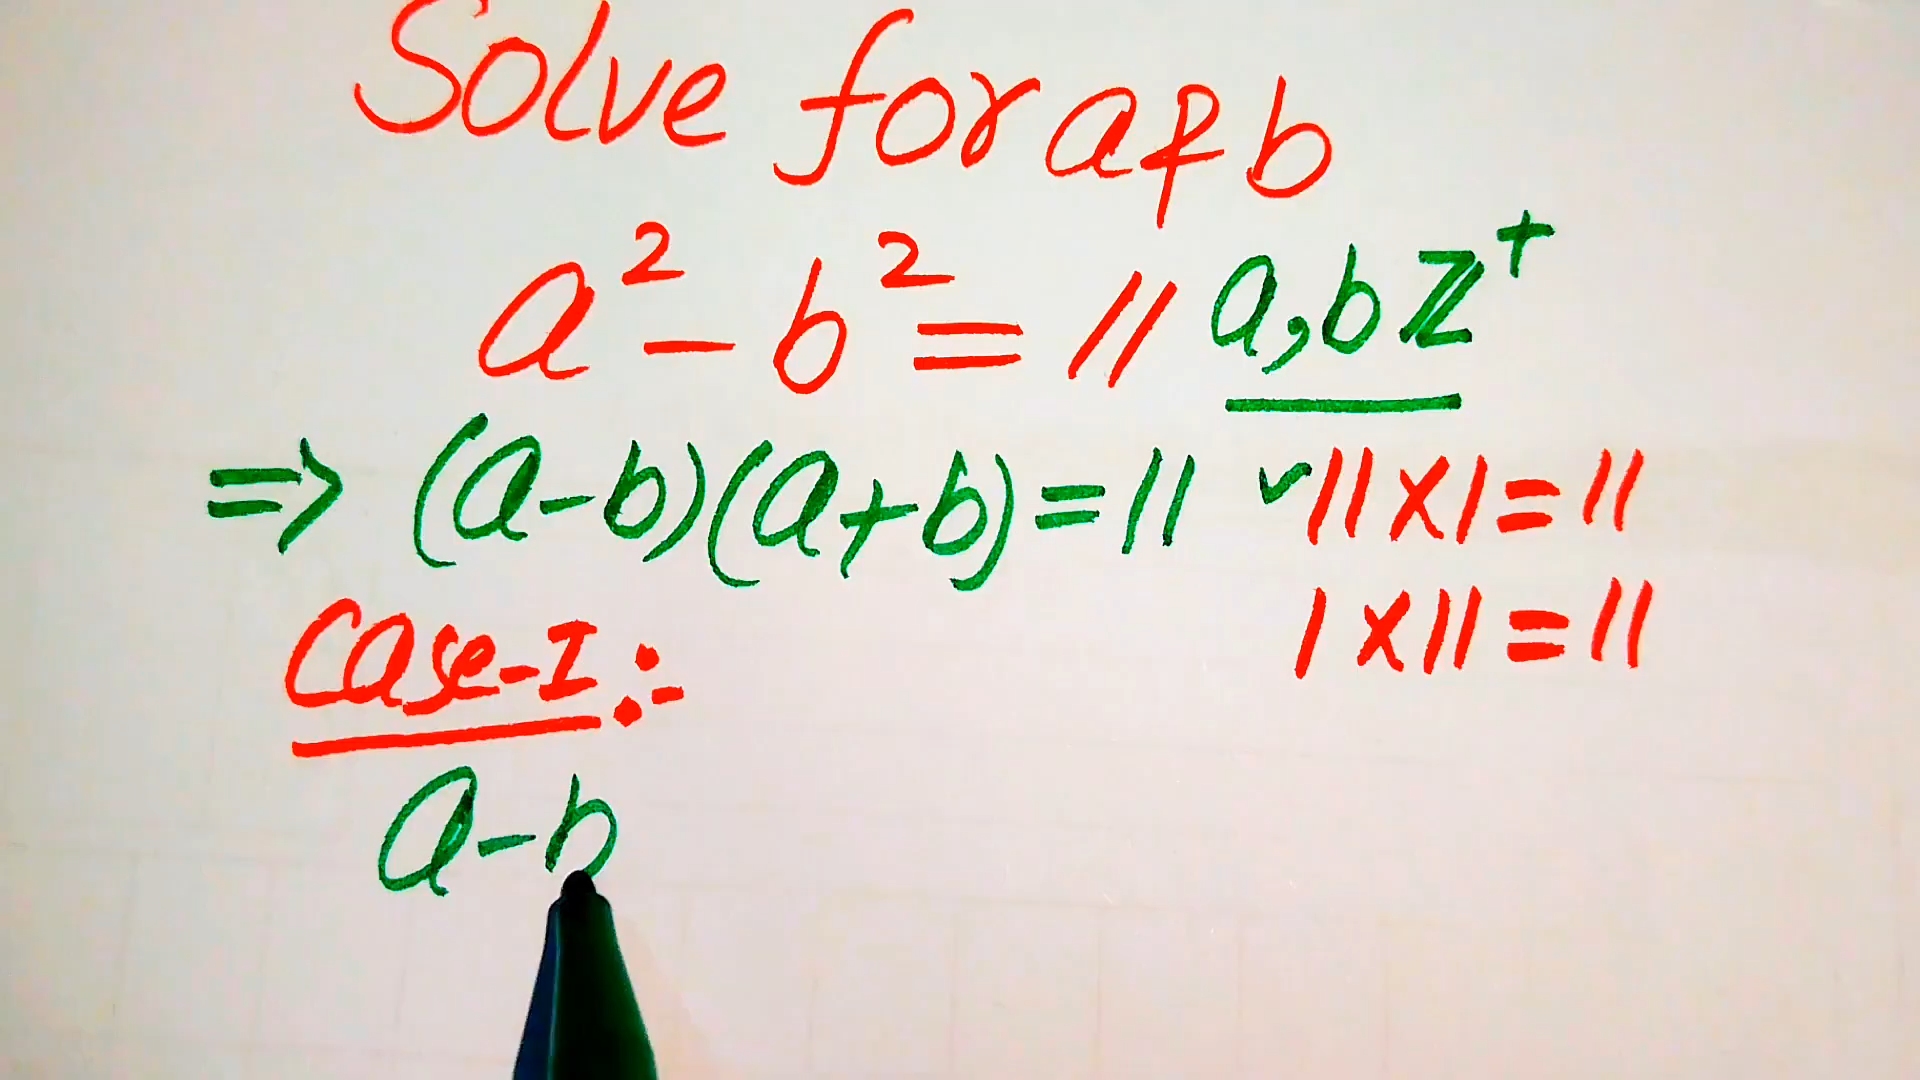 Solve for a & b
a² - b² = 11 a,b Z⁺
⇒ (a-b)(a+b) = 11 ✓11 × 1 = 11
1 × 11 = 11
Case-I :-
a - b